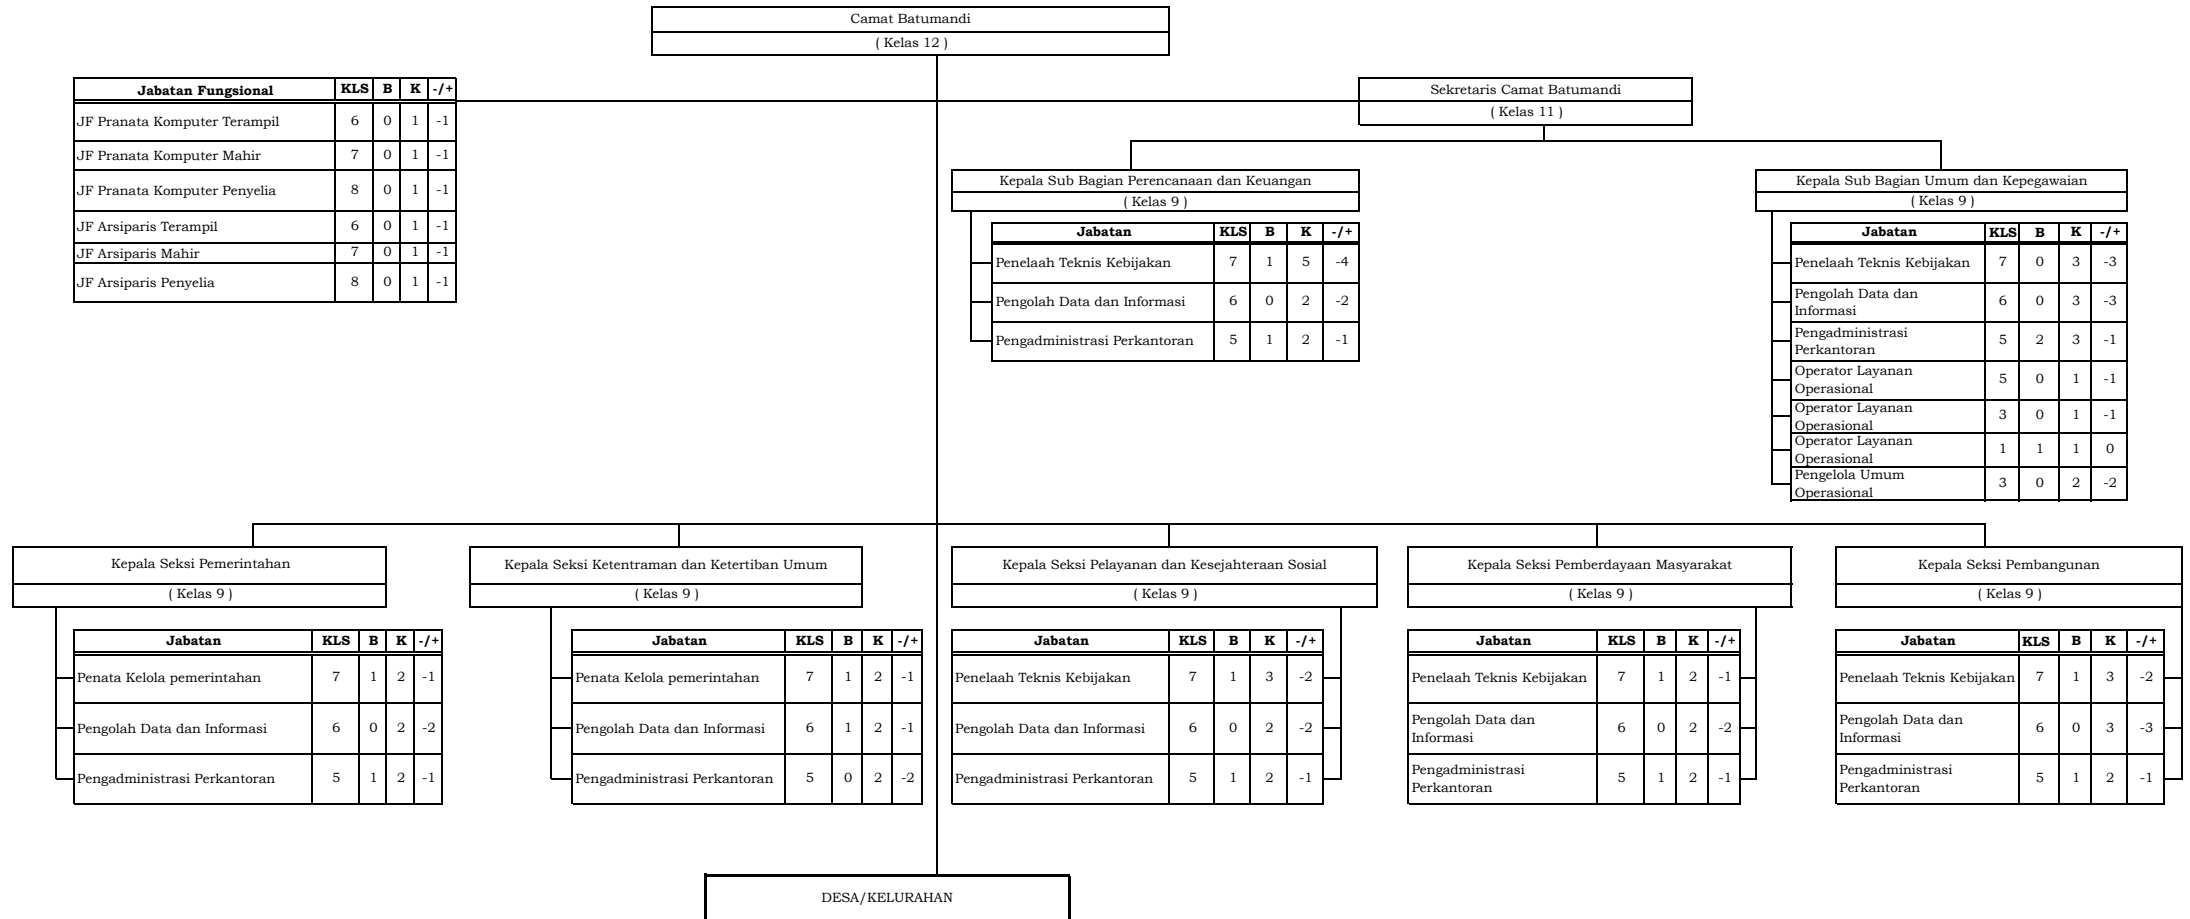 Camat Batumandi
( Kelas 12 )
Jabatan Fungsional KLS B K -/+
JF Pranata Komputer Terampil 6 0 1 -1
JF Pranata Komputer Mahir 7 0 1 -1
JF Pranata Komputer Penyelia 8 0 1 -1
JF Arsiparis Terampil 6 0 1 -1
JF Arsiparis Mahir 7 0 1 -1
JF Arsiparis Penyelia 8 0 1 -1
Sekretaris Camat Batumandi
( Kelas 11 )
Kepala Sub Bagian Perencanaan dan Keuangan
( Kelas 9 )
Jabatan KLS B K -/+
Penelaah Teknis Kebijakan 7 1 5 -4
Pengolah Data dan Informasi 6 0 2 -2
Pengadministrasi Perkantoran 5 1 2 -1
Kepala Sub Bagian Umum dan Kepegawaian
( Kelas 9 )
Jabatan KLS B K -/+
Penelaah Teknis Kebijakan 7 0 3 -3
Pengolah Data dan
Informasi 6 0 3 -3
Pengadministrasi
Perkantoran 5 2 3 -1
Operator Layanan
Operasional 5 0 1 -1
Operator Layanan
Operasional 3 0 1 -1
Operator Layanan
Operasional 1 1 1 0
Pengelola Umum
Operasional 3 0 2 -2
Kepala Seksi Pemerintahan
( Kelas 9 )
Jabatan KLS B K -/+
Penata Kelola pemerintahan 7 1 2 -1
Pengolah Data dan Informasi 6 0 2 -2
Pengadministrasi Perkantoran 5 1 2 -1
Kepala Seksi Ketentraman dan Ketertiban Umum
( Kelas 9 )
Jabatan KLS B K -/+
Penata Kelola pemerintahan 7 1 2 -1
Pengolah Data dan Informasi 6 1 2 -1
Pengadministrasi Perkantoran 5 0 2 -2
Kepala Seksi Pelayanan dan Kesejahteraan Sosial
( Kelas 9 )
Jabatan KLS B K -/+
Penelaah Teknis Kebijakan 7 1 3 -2
Pengolah Data dan Informasi 6 0 2 -2
Pengadministrasi Perkantoran 5 1 2 -1
Kepala Seksi Pemberdayaan Masyarakat
( Kelas 9 )
Jabatan KLS B K -/+
Penelaah Teknis Kebijakan 7 1 2 -1
Pengolah Data dan
Informasi 6 0 2 -2
Pengadministrasi
Perkantoran 5 1 2 -1
Kepala Seksi Pembangunan
( Kelas 9 )
Jabatan KLS B K -/+
Penelaah Teknis Kebijakan 7 1 3 -2
Pengolah Data dan
Informasi 6 0 3 -3
Pengadministrasi
Perkantoran 5 1 2 -1
DESA/KELURAHAN